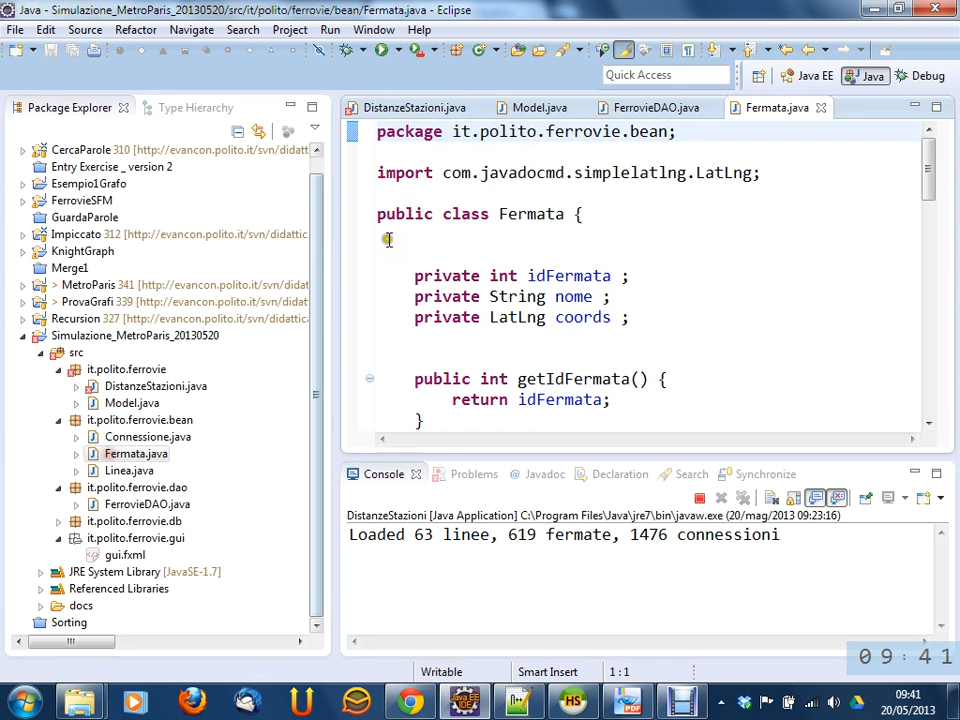 Java - Simulazione_MetroParis_20130520/src/it/polito/ferrovie/bean/Fermata.java - Eclipse
File Edit Source Refactor Navigate Search Project Run Window Help
Quick Access
Java EE
Java
Debug
Package Explorer
Type Hierarchy
CercaParole 310 [http://evancon.polito.it/svn/didatt
Entry Exercise _ version 2
Esempio1Grafo
FerrovieSFM
GuardaParole
Impiccato 312 [http://evancon.polito.it/svn/didattic
KnightGraph
Merge1
> MetroParis 341 [http://evancon.polito.it/svn/dida
> ProvaGrafi 339 [http://evancon.polito.it/svn/didat
Recursion 327 [http://evancon.polito.it/svn/didattic
Simulazione_MetroParis_20130520
src
it.polito.ferrovie
DistanzeStazioni.java
Model.java
it.polito.ferrovie.bean
Connessione.java
Fermata.java
Linea.java
it.polito.ferrovie.dao
FerrovieDAO.java
it.polito.ferrovie.db
it.polito.ferrovie.gui
gui.fxml
JRE System Library [JavaSE-1.7]
Referenced Libraries
docs
Sorting
DistanzeStazioni.java
Model.java
FerrovieDAO.java
Fermata.java
package it.polito.ferrovie.bean;
import com.javadocmd.simplelatlng.LatLng;
public class Fermata {
private int idFermata ;
private String nome ;
private LatLng coords ;
public int getIdFermata() {
return idFermata;
}
Console
Problems
@ Javadoc
Declaration
Search
Synchronize
DistanzeStazioni [Java Application] C:\Program Files\Java\jre7\bin\javaw.exe (20/mag/2013 09:23:16)
Loaded 63 linee, 619 fermate, 1476 connessioni
09:41
Writable
Smart Insert
1 : 1
09:41
20/05/2013